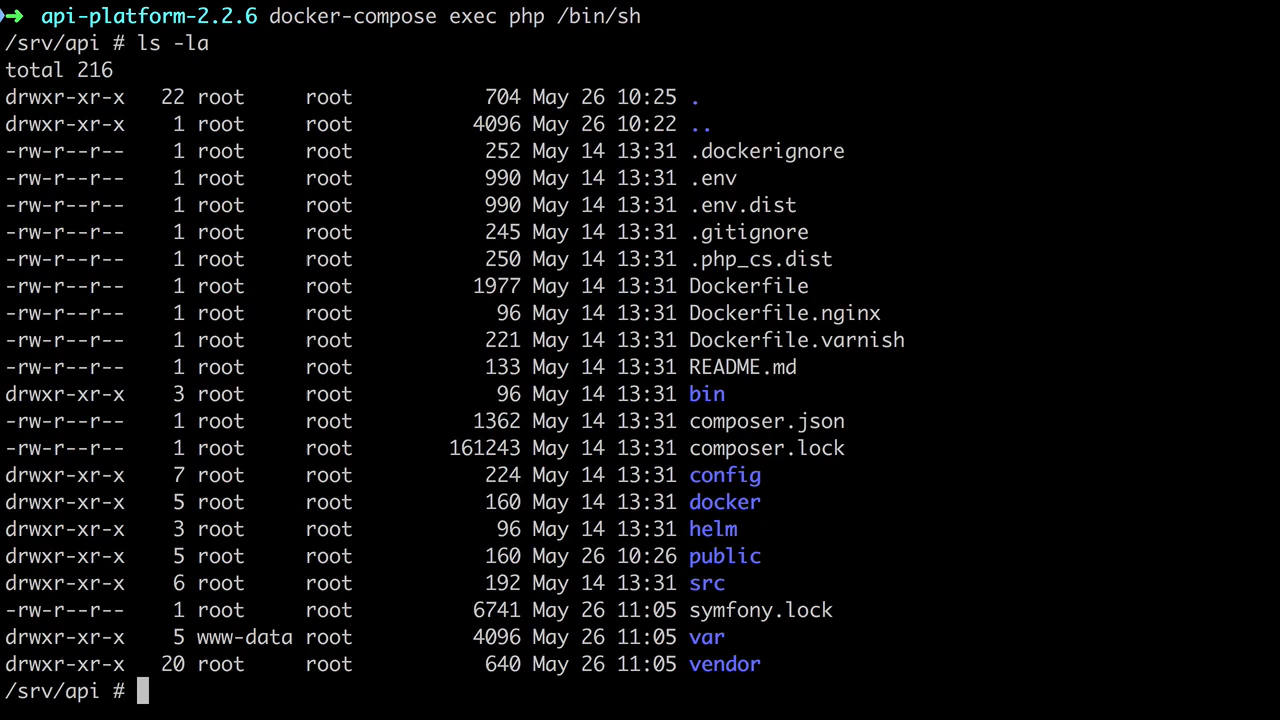 ➜ api-platform-2.2.6 docker-compose exec php /bin/sh
/srv/api # ls -la
total 216
drwxr-xr-x   22 root     root           704 May 26 10:25 .
drwxr-xr-x    1 root     root          4096 May 26 10:22 ..
-rw-r--r--    1 root     root           252 May 14 13:31 .dockerignore
-rw-r--r--    1 root     root           990 May 14 13:31 .env
-rw-r--r--    1 root     root           990 May 14 13:31 .env.dist
-rw-r--r--    1 root     root           245 May 14 13:31 .gitignore
-rw-r--r--    1 root     root           250 May 14 13:31 .php_cs.dist
-rw-r--r--    1 root     root          1977 May 14 13:31 Dockerfile
-rw-r--r--    1 root     root            96 May 14 13:31 Dockerfile.nginx
-rw-r--r--    1 root     root           221 May 14 13:31 Dockerfile.varnish
-rw-r--r--    1 root     root           133 May 14 13:31 README.md
drwxr-xr-x    3 root     root            96 May 14 13:31 bin
-rw-r--r--    1 root     root          1362 May 14 13:31 composer.json
-rw-r--r--    1 root     root        161243 May 14 13:31 composer.lock
drwxr-xr-x    7 root     root           224 May 14 13:31 config
drwxr-xr-x    5 root     root           160 May 14 13:31 docker
drwxr-xr-x    3 root     root            96 May 14 13:31 helm
drwxr-xr-x    5 root     root           160 May 26 10:26 public
drwxr-xr-x    6 root     root           192 May 14 13:31 src
-rw-r--r--    1 root     root          6741 May 26 11:05 symfony.lock
drwxr-xr-x    5 www-data root          4096 May 26 11:05 var
drwxr-xr-x   20 root     root           640 May 26 11:05 vendor
/srv/api #